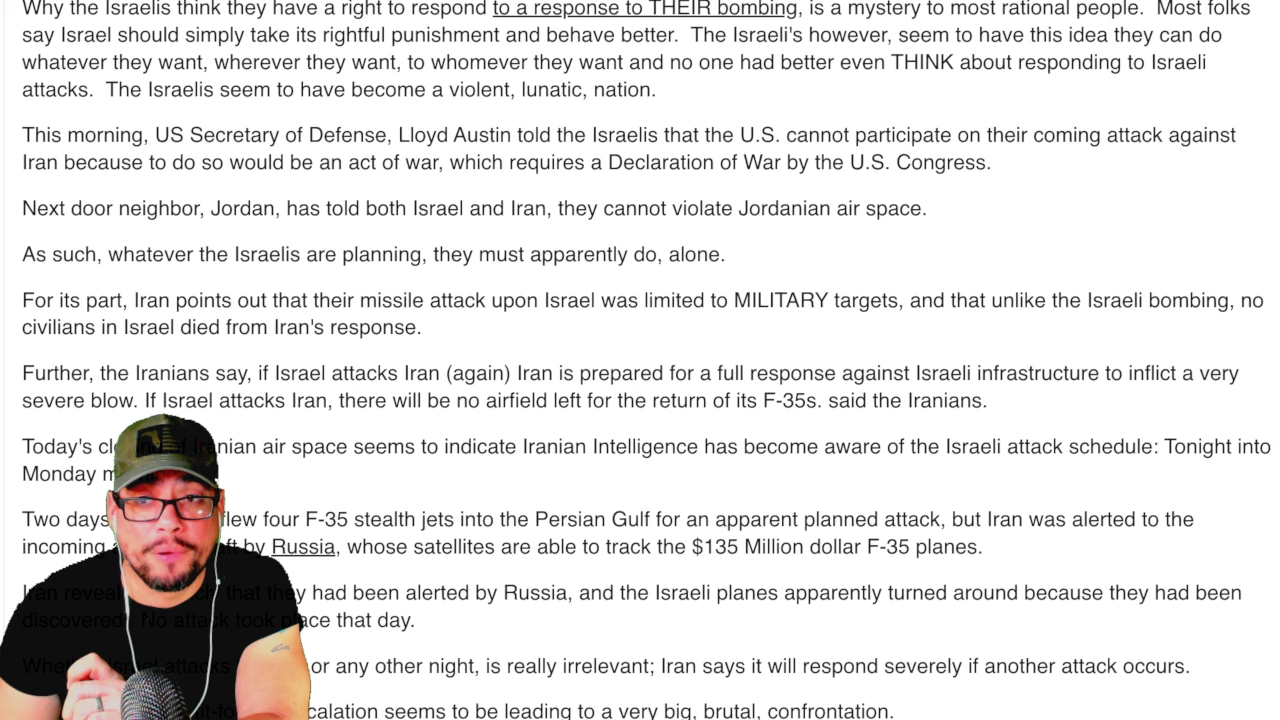 Why the Israelis think they have a right to respond to a response to THEIR bombing, is a mystery to most rational people.  Most folks
say Israel should simply take its rightful punishment and behave better.  The Israeli's however, seem to have this idea they can do
whatever they want, wherever they want, to whomever they want and no one had better even THINK about responding to Israeli
attacks.  The Israelis seem to have become a violent, lunatic, nation.
This morning, US Secretary of Defense, Lloyd Austin told the Israelis that the U.S. cannot participate on their coming attack against
Iran because to do so would be an act of war, which requires a Declaration of War by the U.S. Congress.
Next door neighbor, Jordan, has told both Israel and Iran, they cannot violate Jordanian air space.
As such, whatever the Israelis are planning, they must apparently do, alone.
For its part, Iran points out that their missile attack upon Israel was limited to MILITARY targets, and that unlike the Israeli bombing, no
civilians in Israel died from Iran's response.
Further, the Iranians say, if Israel attacks Iran (again) Iran is prepared for a full response against Israeli infrastructure to inflict a very
severe blow. If Israel attacks Iran, there will be no airfield left for the return of its F-35s. said the Iranians.
Today's Iranian air space seems to indicate Iranian Intelligence has become aware of the Israeli attack schedule: Tonight into
Monday
Two days flew four F-35 stealth jets into the Persian Gulf for an apparent planned attack, but Iran was alerted to the
incoming by Russia, whose satellites are able to track the $135 Million dollar F-35 planes.
Iran that they had been alerted by Russia, and the Israeli planes apparently turned around because they had been
discovered! No attack took place that day.
attacks or any other night, is really irrelevant; Iran says it will respond severely if another attack occurs.
seems to be leading to a very big, brutal, confrontation.